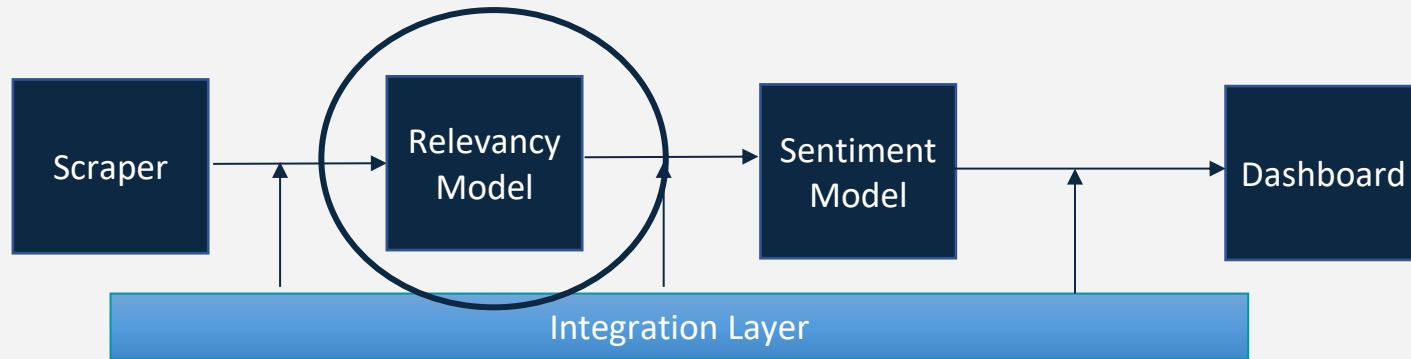 Scraper
Relevancy
Model
Sentiment
Model
Dashboard
Integration Layer